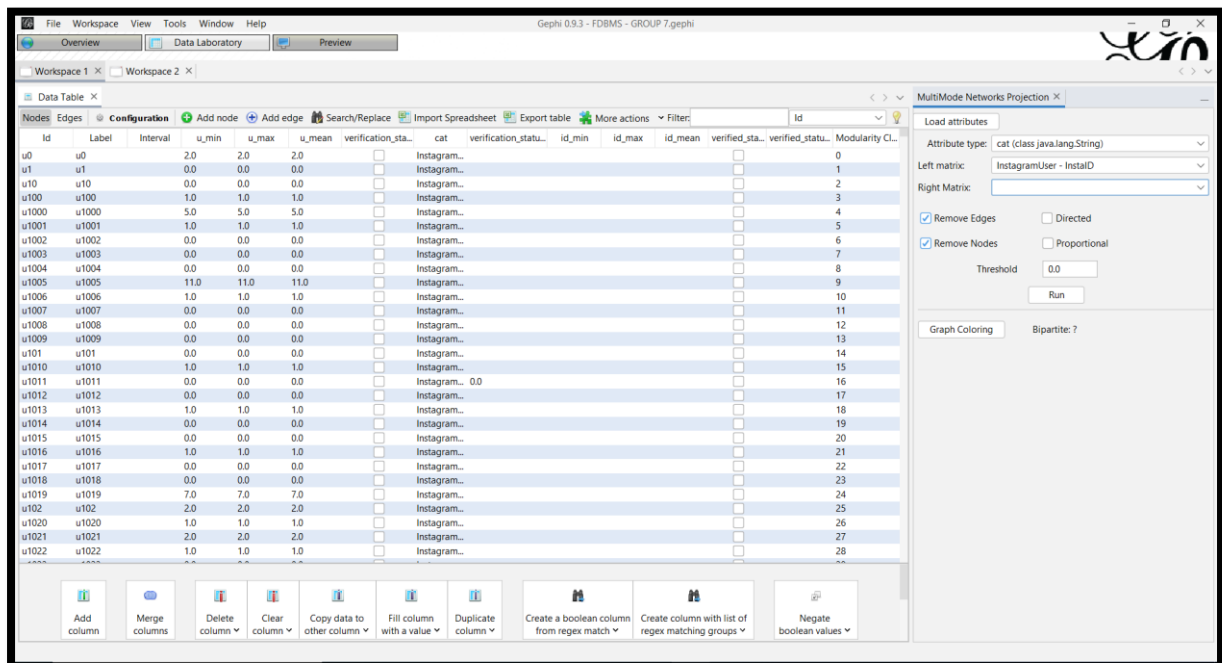 File Workspace View Tools Window Help Gephi 0.9.3 - FDBMS - GROUP 7.gephi
Overview Data Laboratory Preview
Workspace 1 × Workspace 2 ×
Data Table ×
Nodes Edges Configuration Add node Add edge Search/Replace Import Spreadsheet Export table More actions Filter: Id
Id Label Interval u_min u_max u_mean verification_sta... cat verification_statu... id_min id_max id_mean verified_sta... verified_statu... Modularity Cl...
u0 u0 2.0 2.0 2.0 Instagram... 0
u1 u1 0.0 0.0 0.0 Instagram... 1
u10 u10 0.0 0.0 0.0 Instagram... 2
u100 u100 1.0 1.0 1.0 Instagram... 3
u1000 u1000 5.0 5.0 5.0 Instagram... 4
u1001 u1001 1.0 1.0 1.0 Instagram... 5
u1002 u1002 0.0 0.0 0.0 Instagram... 6
u1003 u1003 0.0 0.0 0.0 Instagram... 7
u1004 u1004 0.0 0.0 0.0 Instagram... 8
u1005 u1005 11.0 11.0 11.0 Instagram... 9
u1006 u1006 1.0 1.0 1.0 Instagram... 10
u1007 u1007 0.0 0.0 0.0 Instagram... 11
u1008 u1008 0.0 0.0 0.0 Instagram... 12
u1009 u1009 0.0 0.0 0.0 Instagram... 13
u101 u101 0.0 0.0 0.0 Instagram... 14
u1010 u1010 1.0 1.0 1.0 Instagram... 15
u1011 u1011 0.0 0.0 0.0 Instagram... 0.0 16
u1012 u1012 0.0 0.0 0.0 Instagram... 17
u1013 u1013 1.0 1.0 1.0 Instagram... 18
u1014 u1014 0.0 0.0 0.0 Instagram... 19
u1015 u1015 0.0 0.0 0.0 Instagram... 20
u1016 u1016 1.0 1.0 1.0 Instagram... 21
u1017 u1017 0.0 0.0 0.0 Instagram... 22
u1018 u1018 0.0 0.0 0.0 Instagram... 23
u1019 u1019 7.0 7.0 7.0 Instagram... 24
u102 u102 2.0 2.0 2.0 Instagram... 25
u1020 u1020 1.0 1.0 1.0 Instagram... 26
u1021 u1021 2.0 2.0 2.0 Instagram... 27
u1022 u1022 1.0 1.0 1.0 Instagram... 28
Add column
Merge columns
Delete column
Clear column
Copy data to other column
Fill column with a value
Duplicate column
Create a boolean column from regex match
Create column with list of regex matching groups
Negate boolean values
MultiMode Networks Projection ×
Load attributes
Attribute type: cat (class java.lang.String)
Left matrix: InstagramUser - InstaID
Right Matrix:
Remove Edges Directed
Remove Nodes Proportional
Threshold 0.0
Run
Graph Coloring Bipartite: ?